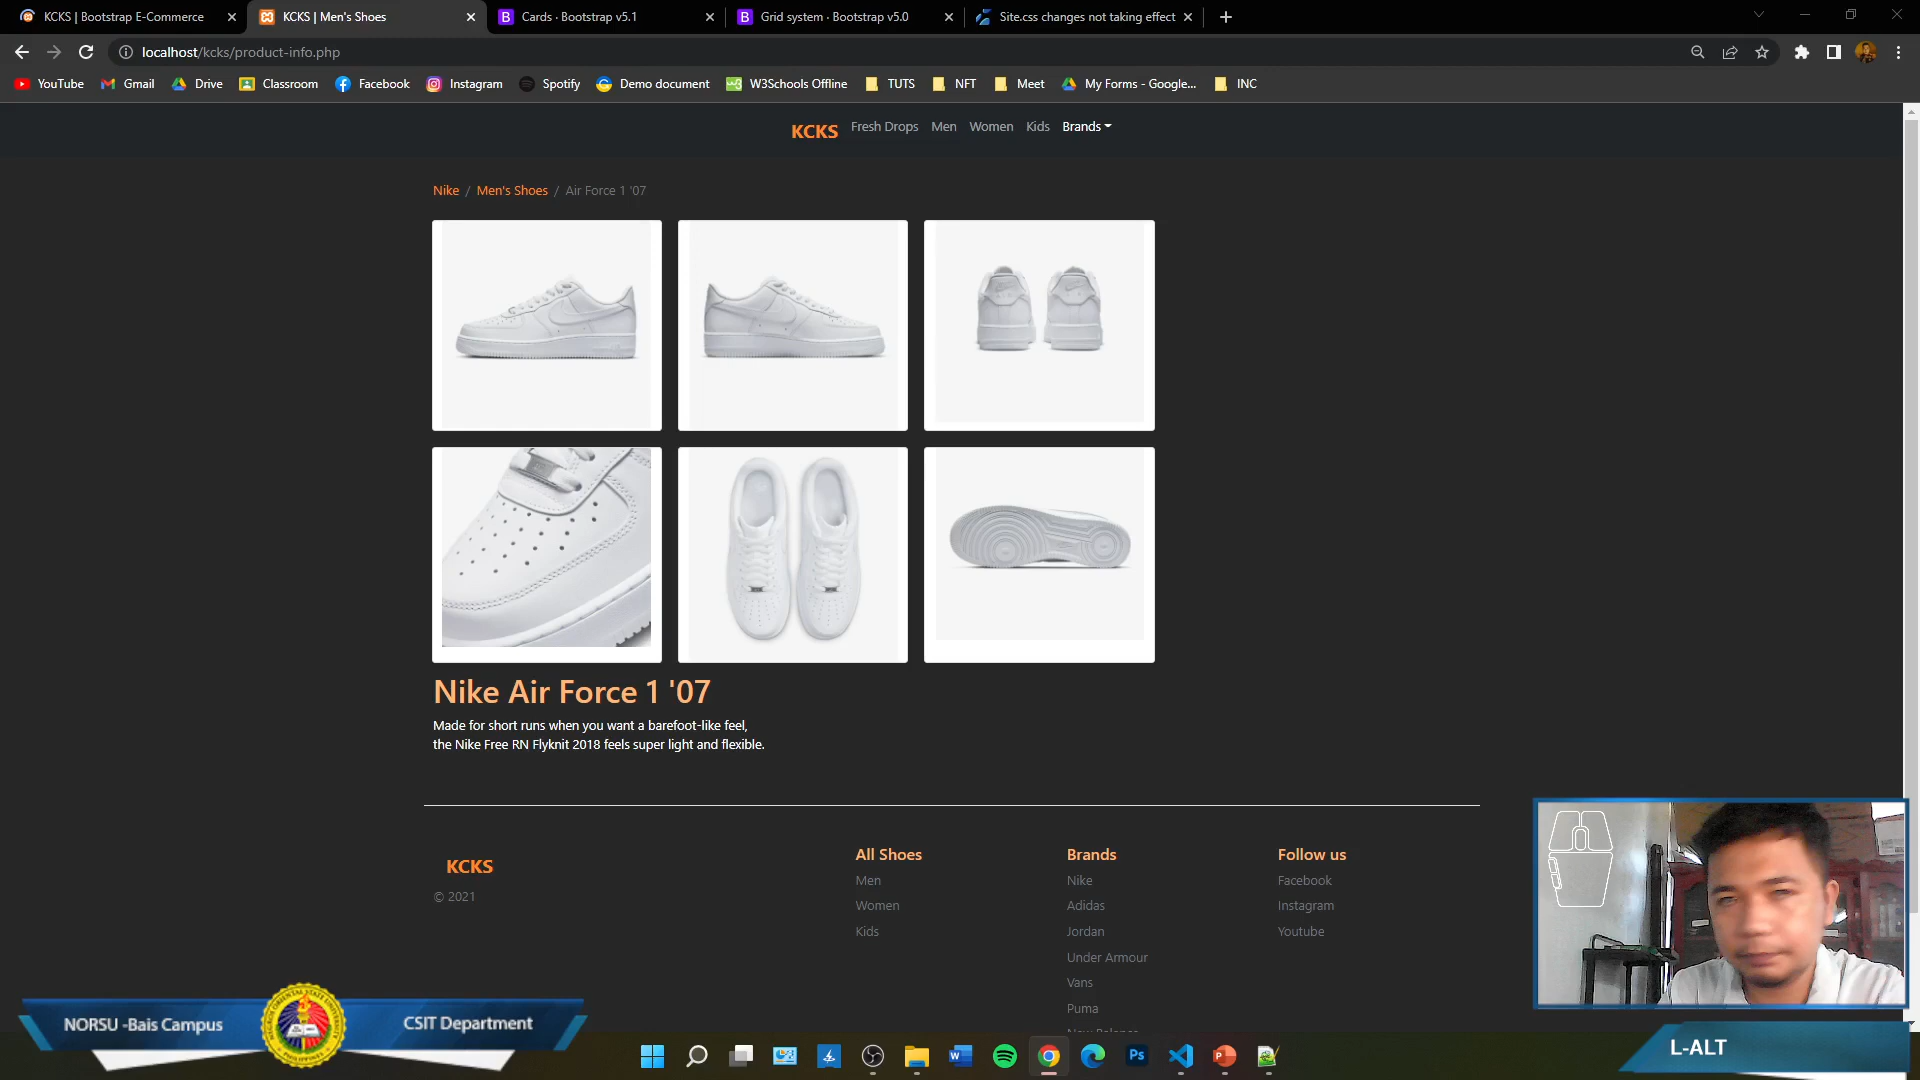 KCKS | Bootstrap E-Commerce
KCKS | Men's Shoes
Cards · Bootstrap v5.1
Grid system · Bootstrap v5.0
Site.css changes not taking effect
localhost/kcks/product-info.php
YouTube
Gmail
Drive
Classroom
Facebook
Instagram
Spotify
Demo document
W3Schools Offline
TUTS
NFT
Meet
My Forms - Google...
INC
KCKS
Fresh Drops
Men
Women
Kids
Brands
Nike / Men's Shoes / Air Force 1 '07
Nike Air Force 1 '07
Made for short runs when you want a barefoot-like feel,
the Nike Free RN Flyknit 2018 feels super light and flexible.
KCKS
© 2021
All Shoes
Men
Women
Kids
Brands
Nike
Adidas
Jordan
Under Armour
Vans
Puma
New Balance
Follow us
Facebook
Instagram
Youtube
NORSU -Bais Campus
CSIT Department
L-ALT